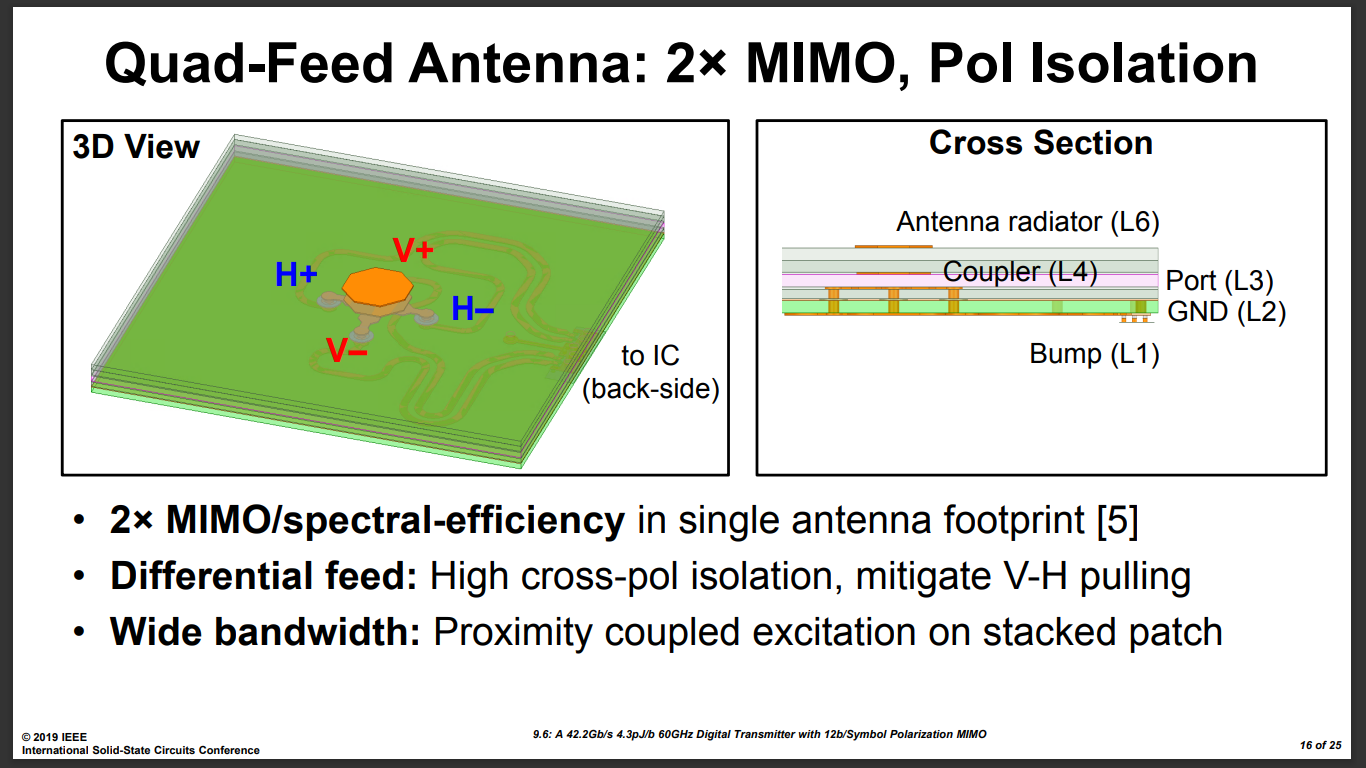 Quad-Feed Antenna: 2× MIMO, Pol Isolation
3D View
V+
H+
H–
V–
to IC
(back-side)
Cross Section
Antenna radiator (L6)
Coupler (L4)
Port (L3)
GND (L2)
Bump (L1)
• 2× MIMO/spectral-efficiency in single antenna footprint [5]
• Differential feed: High cross-pol isolation, mitigate V-H pulling
• Wide bandwidth: Proximity coupled excitation on stacked patch
© 2019 IEEE
International Solid-State Circuits Conference
9.6: A 42.2Gb/s 4.3pJ/b 60GHz Digital Transmitter with 12b/Symbol Polarization MIMO
16 of 25